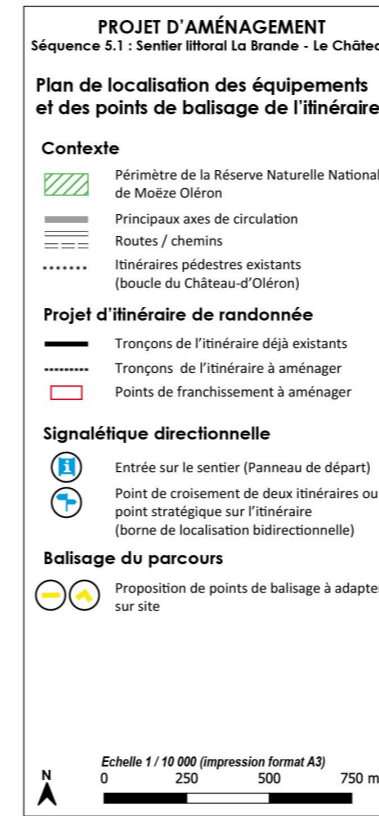 PROJET D’AMÉNAGEMENT
Séquence 5.1 : Sentier littoral La Brande - Le Châtea
Plan de localisation des équipements
et des points de balisage de l’itinéraire
Contexte
Périmètre de la Réserve Naturelle National
de Moëze Oléron
Principaux axes de circulation
Routes / chemins
Itinéraires pédestres existants
(boucle du Château-d’Oléron)
Projet d’itinéraire de randonnée
Tronçons de l’itinéraire déjà existants
Tronçons de l’itinéraire à aménager
Points de franchissement à aménager
Signalétique directionnelle
Entrée sur le sentier (Panneau de départ)
Point de croisement de deux itinéraires ou
point stratégique sur l’itinéraire
(borne de localisation bidirectionnelle)
Balisage du parcours
Proposition de points de balisage à adapter
sur site
Echelle 1 / 10 000 (impression format A3)
N 0 250 500 750 m